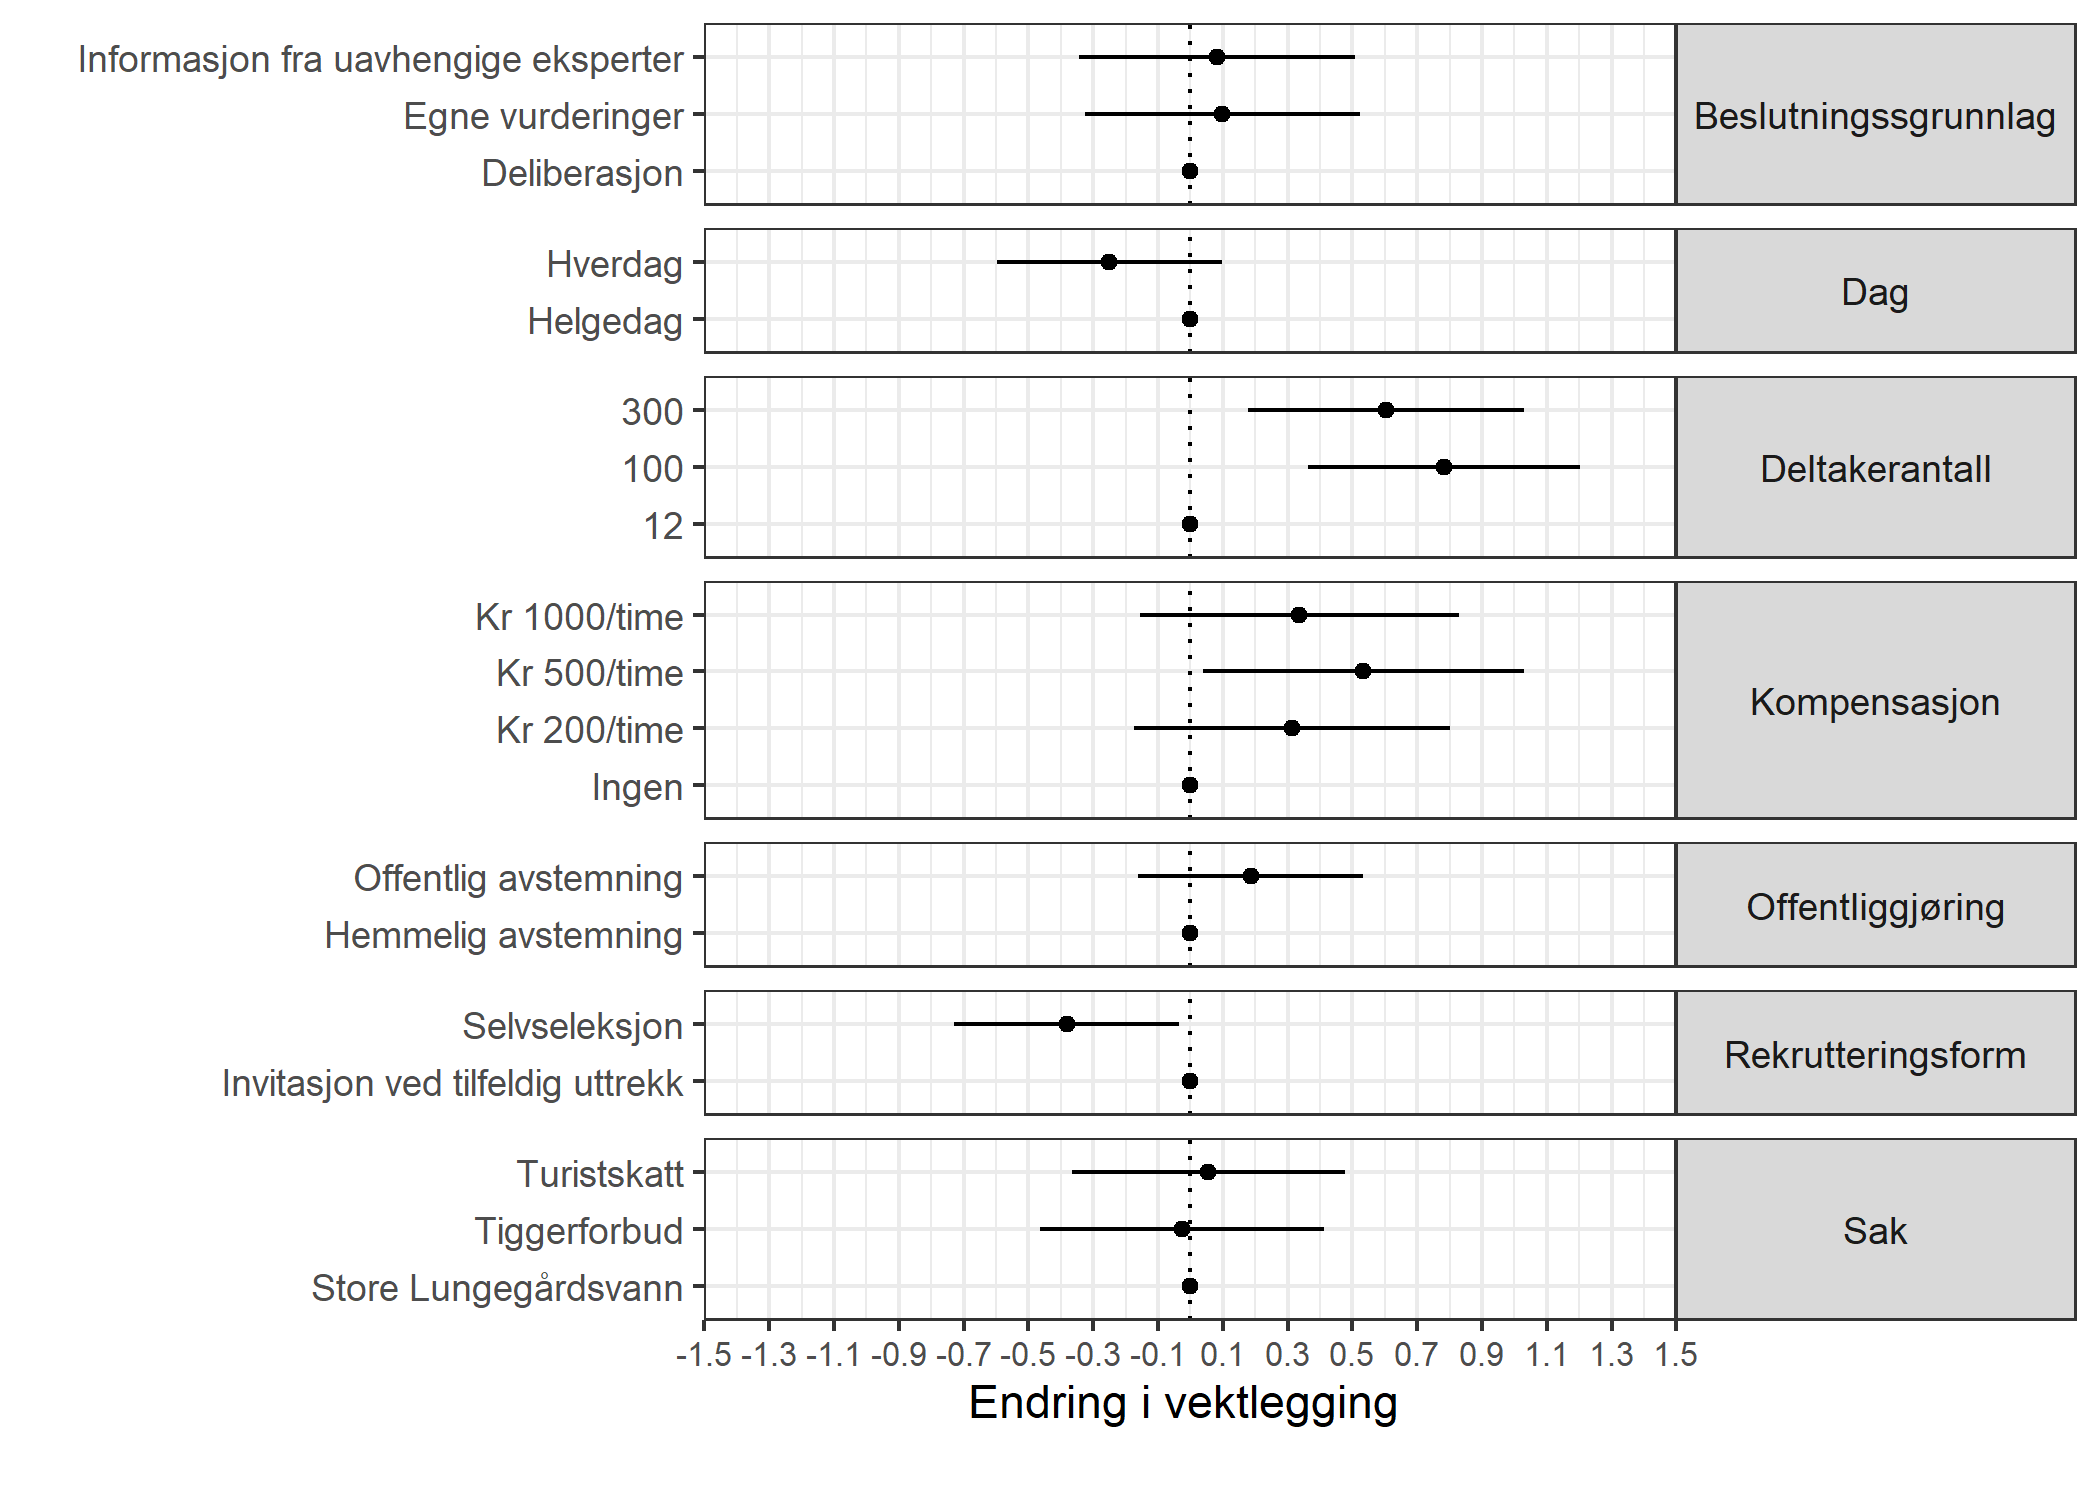 Informasjon fra uavhengige eksperter
Egne vurderinger
Deliberasjon
Beslutningssgrunnlag
Hverdag
Helgedag
Dag
300
100
12
Deltakerantall
Kr 1000/time
Kr 500/time
Kr 200/time
Ingen
Kompensasjon
Offentlig avstemning
Hemmelig avstemning
Offentliggjøring
Selvseleksjon
Invitasjon ved tilfeldig uttrekk
Rekrutteringsform
Turistskatt
Tiggerforbud
Store Lungegårdsvann
Sak
-1.5 -1.3 -1.1 -0.9 -0.7 -0.5 -0.3 -0.1 0.1 0.3 0.5 0.7 0.9 1.1 1.3 1.5
Endring i vektlegging